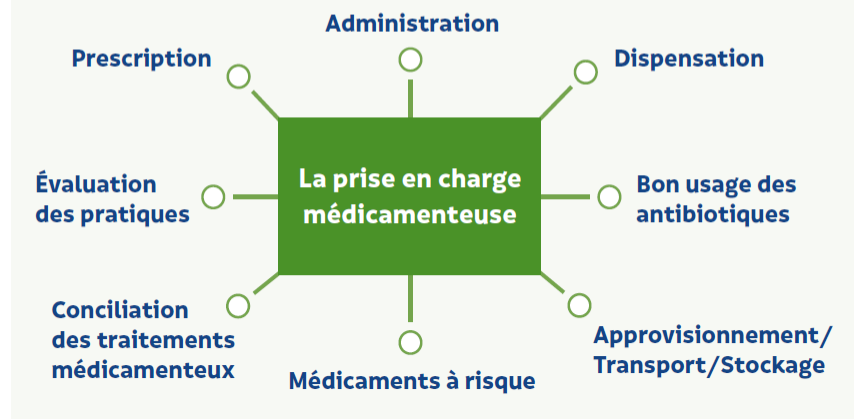 Administration
Prescription
Dispensation
La prise en charge
médicamenteuse
Évaluation
des pratiques
Bon usage des
antibiotiques
Conciliation
des traitements
médicamenteux
Médicaments à risque
Approvisionnement/
Transport/Stockage